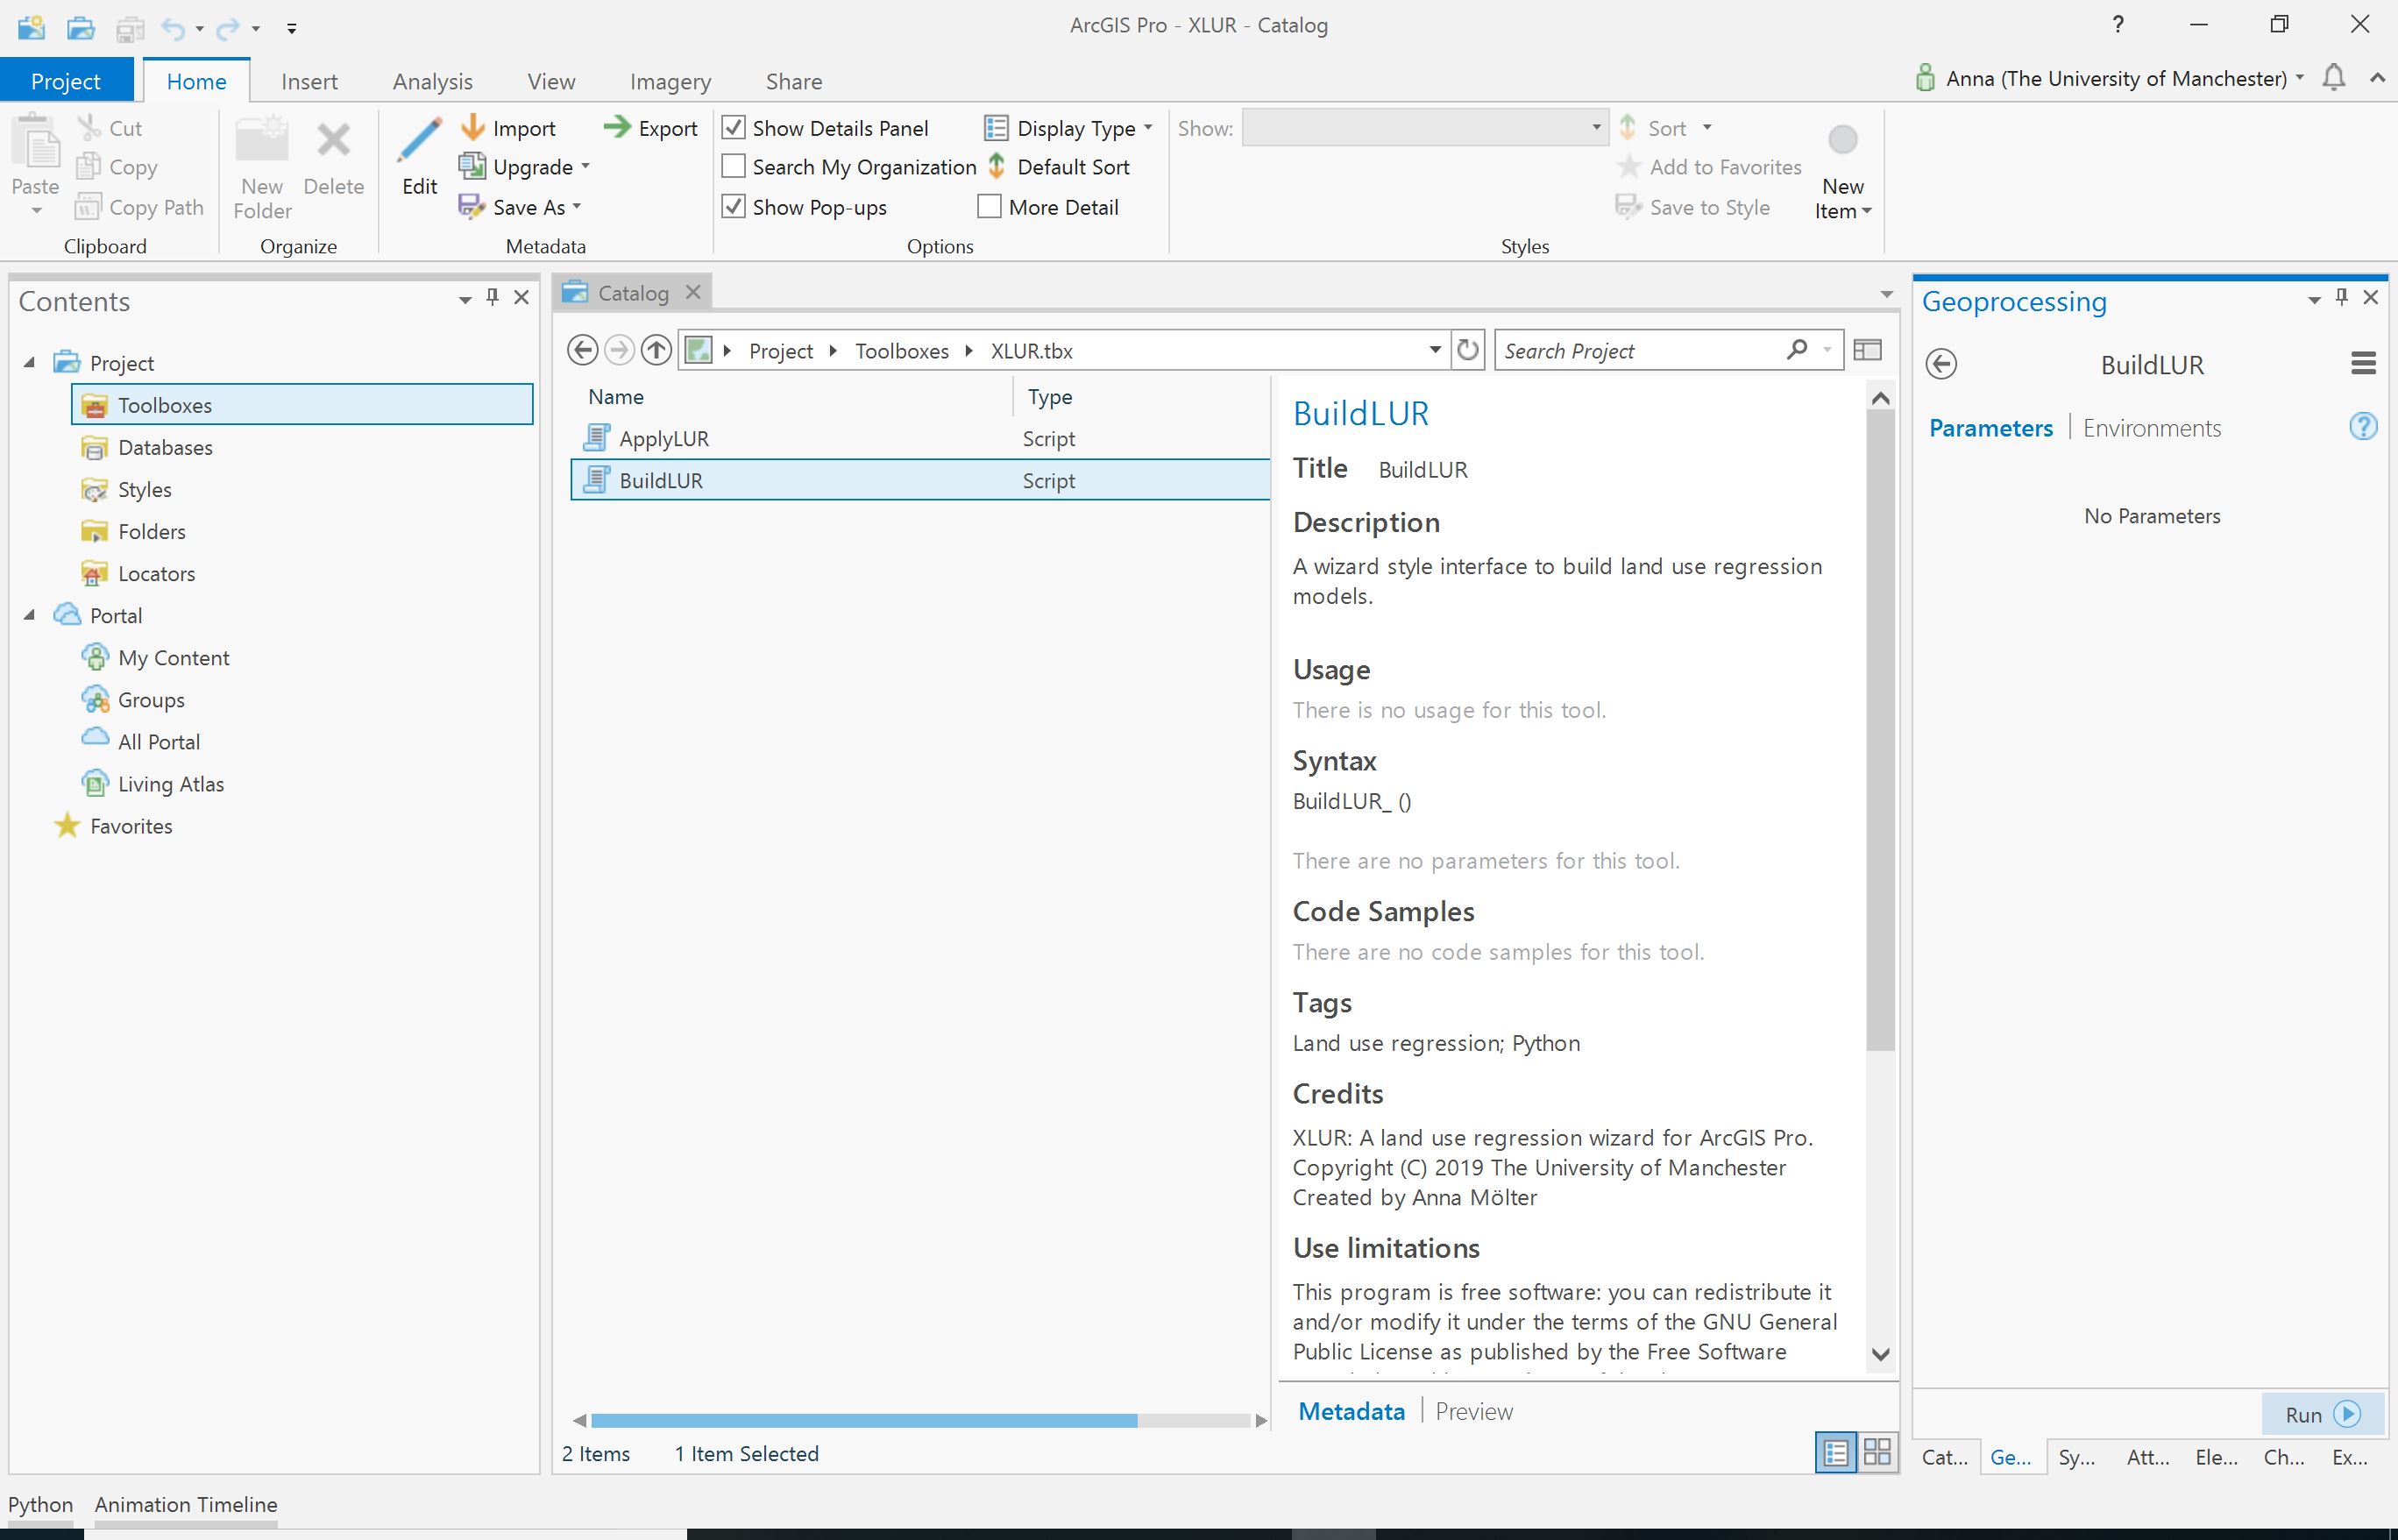 ArcGIS Pro - XLUR - Catalog
?
Project
Home
Insert
Analysis
View
Imagery
Share
Anna (The University of Manchester)
Paste
Cut
Copy
Copy Path
Clipboard
New
Folder
Delete
Organize
Edit
Import
Upgrade
Save As
Export
Metadata
Show Details Panel
Search My Organization
Show Pop-ups
Display Type
Default Sort
More Detail
Options
Show:
Sort
Add to Favorites
Save to Style
New
Item
Styles
Contents
Project
Toolboxes
Databases
Styles
Folders
Locators
Portal
My Content
Groups
All Portal
Living Atlas
Favorites
Catalog
Project
Toolboxes
XLUR.tbx
Search Project
Name
Type
ApplyLUR
Script
BuildLUR
Script
BuildLUR
Title BuildLUR
Description
A wizard style interface to build land use regression
models.
Usage
There is no usage for this tool.
Syntax
BuildLUR_ ()
There are no parameters for this tool.
Code Samples
There are no code samples for this tool.
Tags
Land use regression; Python
Credits
XLUR: A land use regression wizard for ArcGIS Pro.
Copyright (C) 2019 The University of Manchester
Created by Anna Mölter
Use limitations
This program is free software: you can redistribute it
and/or modify it under the terms of the GNU General
Public License as published by the Free Software
Metadata
Preview
2 Items
1 Item Selected
Geoprocessing
BuildLUR
Parameters
Environments
?
No Parameters
Run
Cat...
Ge...
Sy...
Att...
Ele...
Ch...
Ex...
Python
Animation Timeline